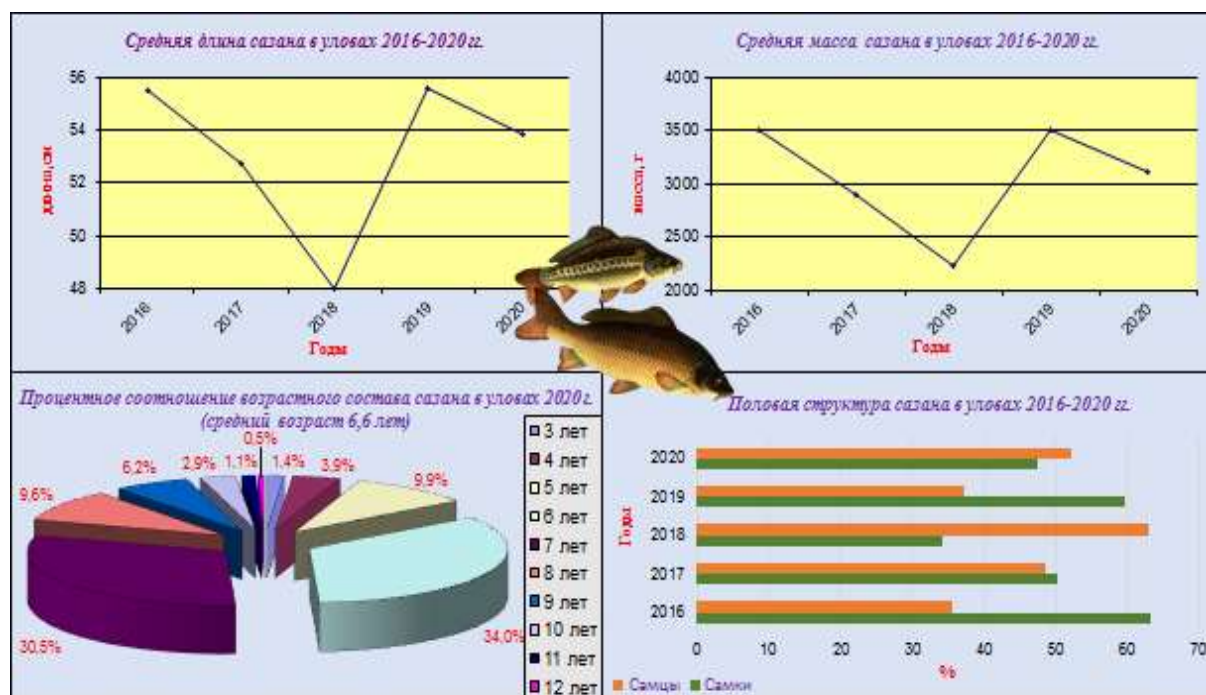 Средняя длина сазана в уловах 2016-2020 гг.
56
54
52
50
48
длина, см
2016
2017
2018
2019
2020
Годы
Средняя масса сазана в уловах 2016-2020 гг.
4000
3500
3000
2500
2000
масса, г
2016
2017
2018
2019
2020
Годы
Процентное соотношение возрастного состава сазана в уловах 2020 г.
(средний возраст 6,6 лет)
0,5%
6,2%
2,9%
1,1%
1,4%
3,9%
9,6%
9,9%
30,5%
34,0%
3 лет
4 лет
5 лет
6 лет
7 лет
8 лет
9 лет
10 лет
11 лет
12 лет
Половая структура сазана в уловах 2016-2020 гг.
2020
2019
2018
2017
2016
Годы
0 10 20 30 40 50 60 70
%
Самцы Самки